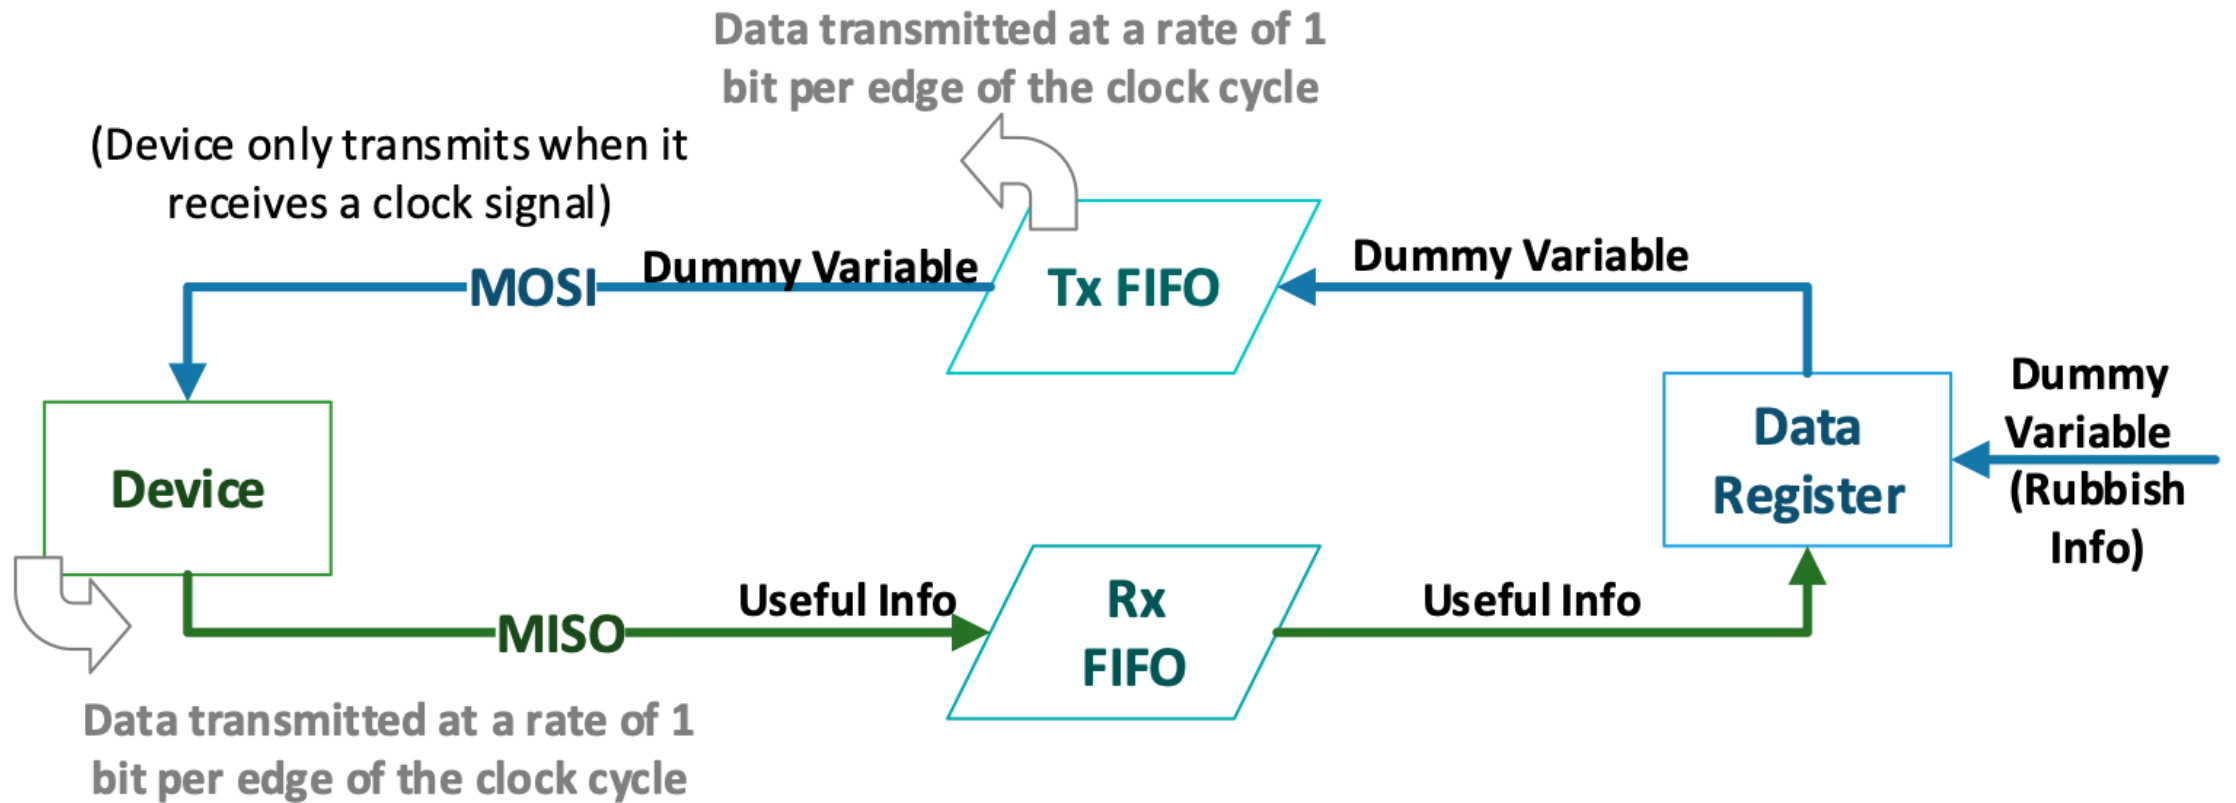 Data transmitted at a rate of 1
bit per edge of the clock cycle
(Device only transmits when it
receives a clock signal)
MOSI
Dummy Variable
Tx FIFO
Dummy Variable
Dummy
Variable
(Rubbish
Info)
Data
Register
Device
MISO
Useful Info
Rx
FIFO
Useful Info
Data transmitted at a rate of 1
bit per edge of the clock cycle